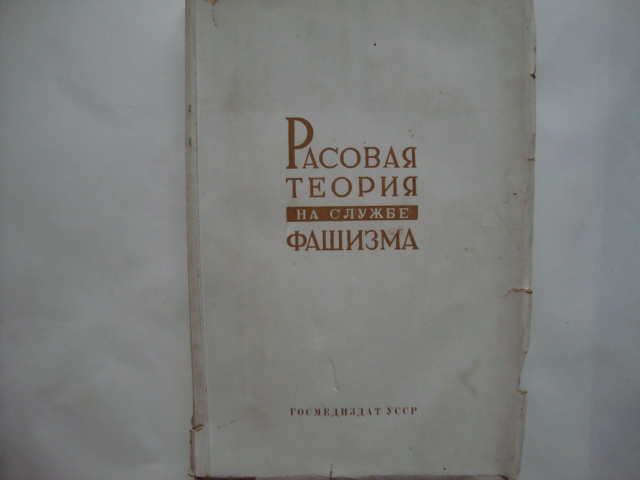 РАСОВАЯ
ТЕОРИЯ
НА СЛУЖБЕ
ФАШИЗМА
ГОСМЕДИЗДАТ УССР